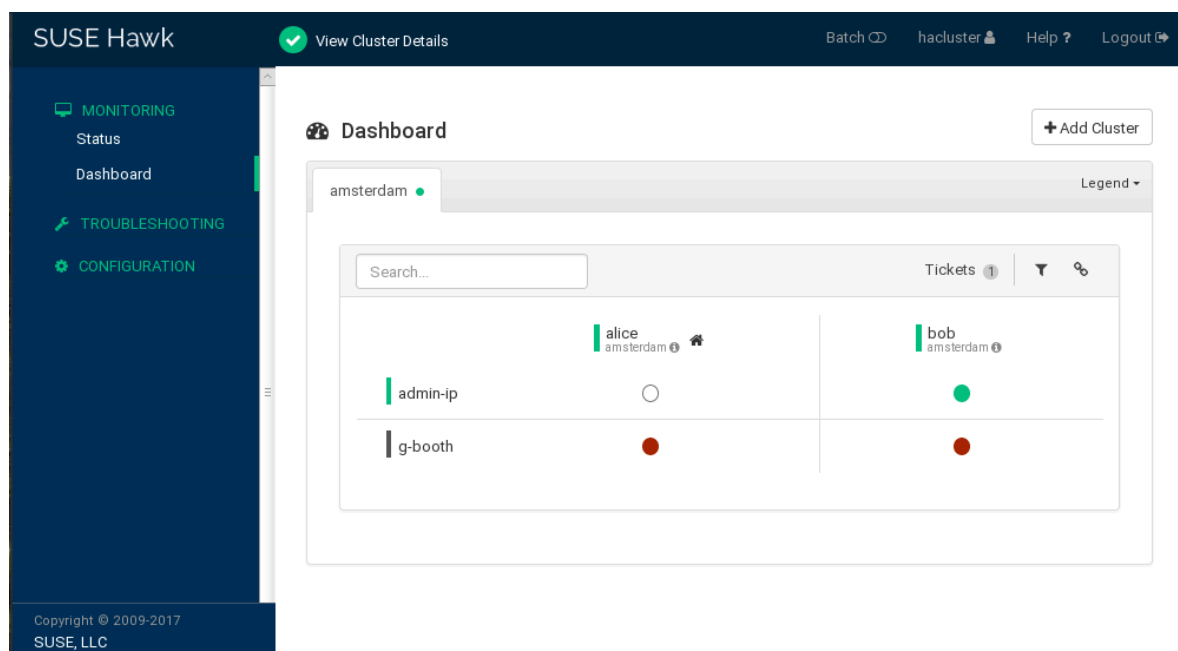 SUSE Hawk
View Cluster Details
Batch
hacluster
Help ?
Logout
MONITORING
Status
Dashboard
TROUBLESHOOTING
CONFIGURATION
Copyright © 2009-2017
SUSE, LLC
Dashboard
+ Add Cluster
amsterdam
Legend
Search...
Tickets 1
alice
amsterdam
bob
amsterdam
admin-ip
g-booth